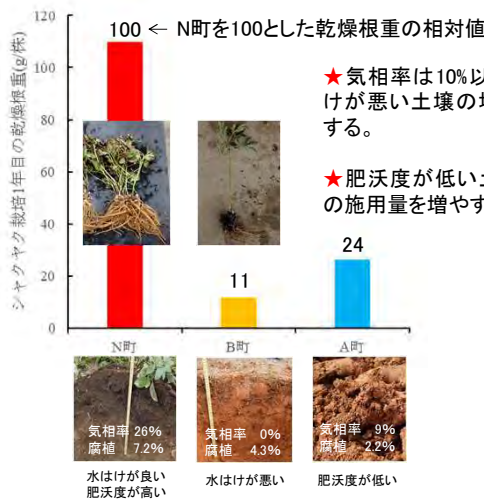 100 ← N町を100とした乾燥根重の相対値
★気相率は10%以
けが悪い土壌の場
する。
★肥沃度が低い土
の施用量を増やす
シャクヤク栽培1年目の乾燥根重(g/株)
120
100
80
60
40
20
0
11
24
N町
B町
A町
気相率 26%
腐植 7.2%
気相率 0%
腐植 4.3%
気相率 9%
腐植 2.2%
水はけが良い
肥沃度が高い
水はけが悪い
肥沃度が低い